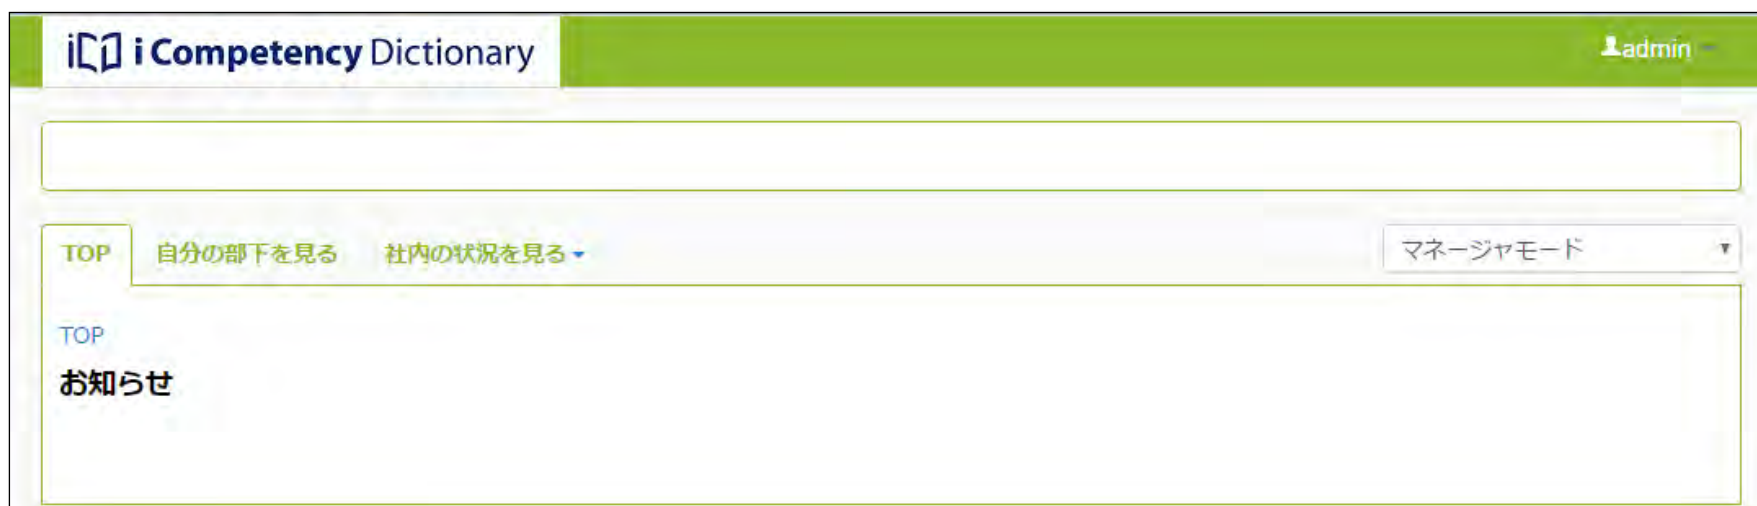 i Competency Dictionary
admin
TOP 自分の部下を見る 社内の状況を見る マネージャモード
TOP
お知らせ